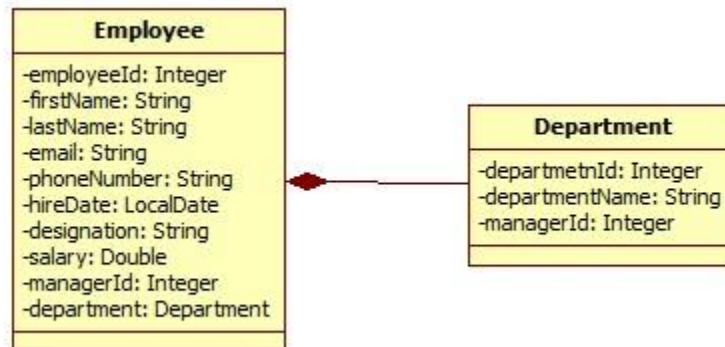 Employee
-employeeId: Integer
-firstName: String
-lastName: String
-email: String
-phoneNumber: String
-hireDate: LocalDate
-designation: String
-salary: Double
-managerId: Integer
-department: Department
Department
-departmetnId: Integer
-departmentName: String
-managerId: Integer